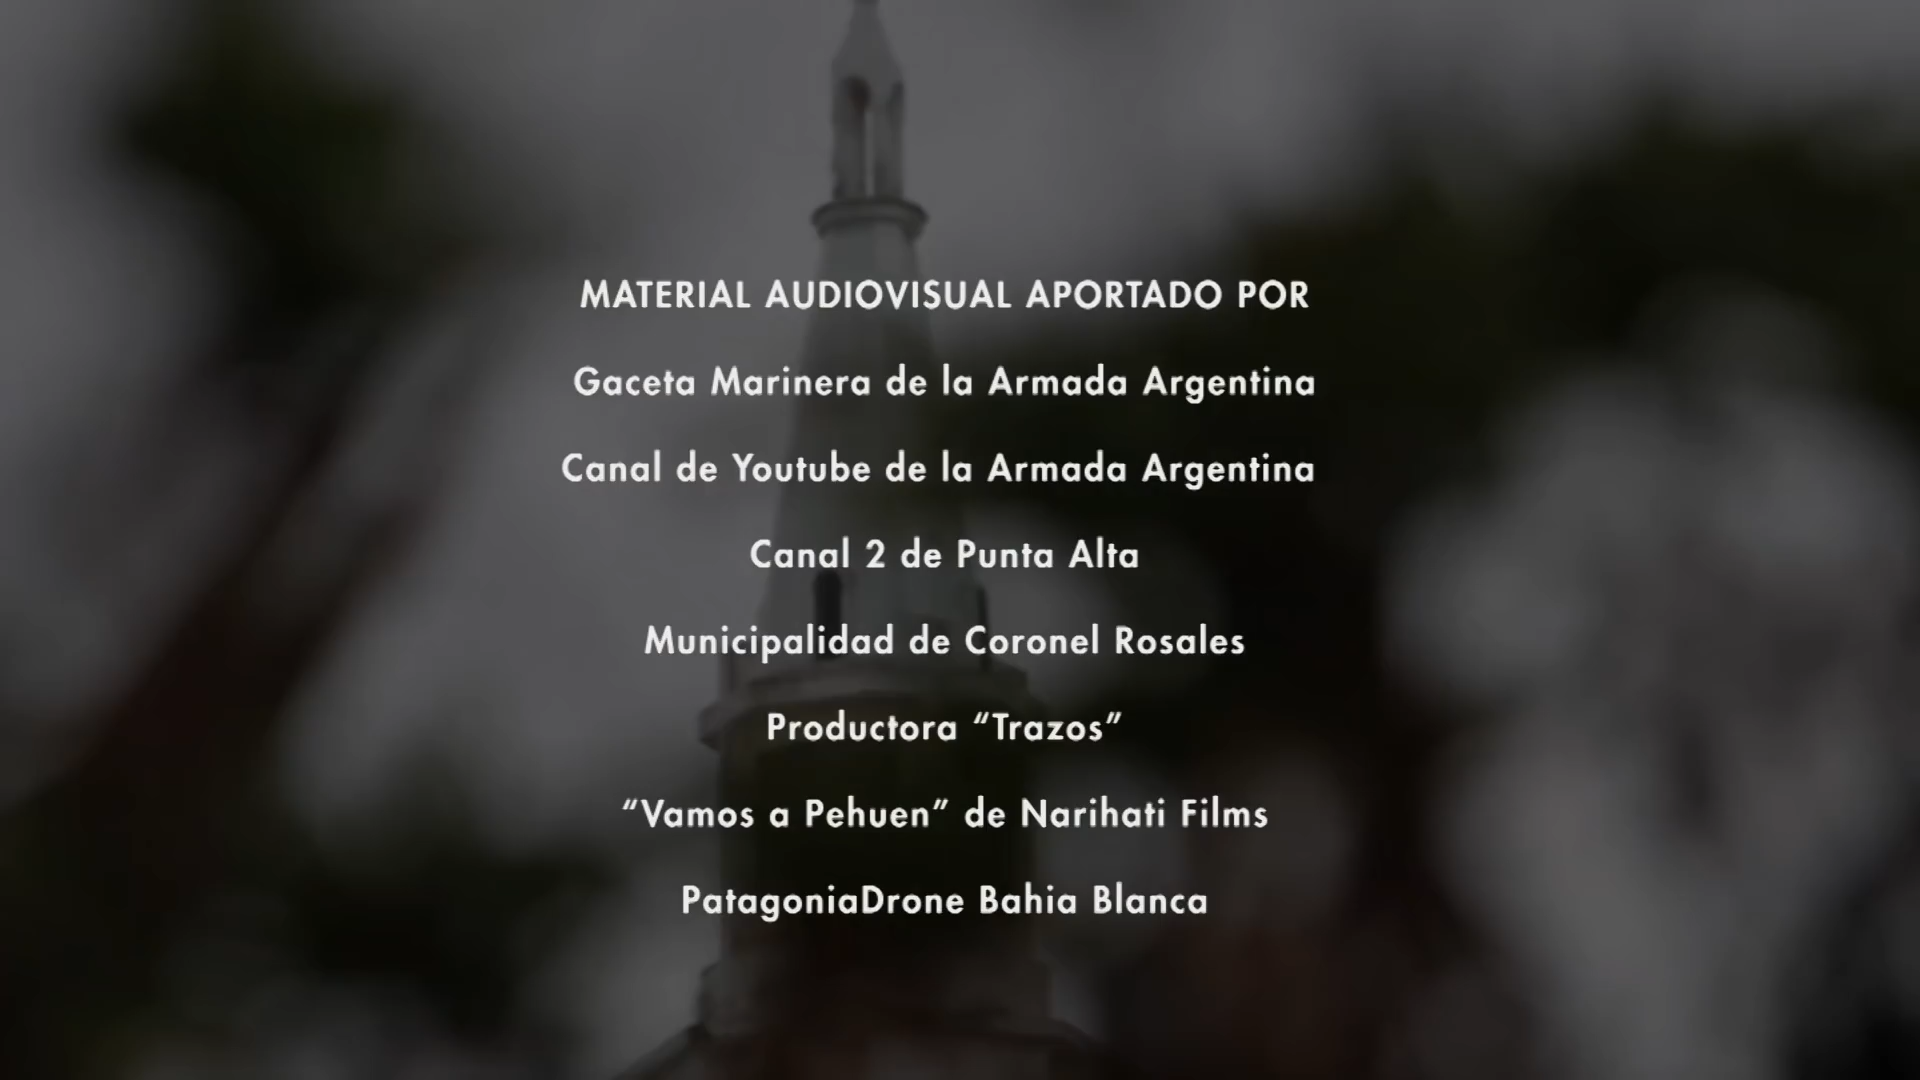 MATERIAL AUDIOVISUAL APORTADO POR
Gaceta Marinera de la Armada Argentina
Canal de Youtube de la Armada Argentina
Canal 2 de Punta Alta
Municipalidad de Coronel Rosales
Productora “Trazos”
“Vamos a Pehuen” de Narihati Films
PatagoniaDrone Bahia Blanca